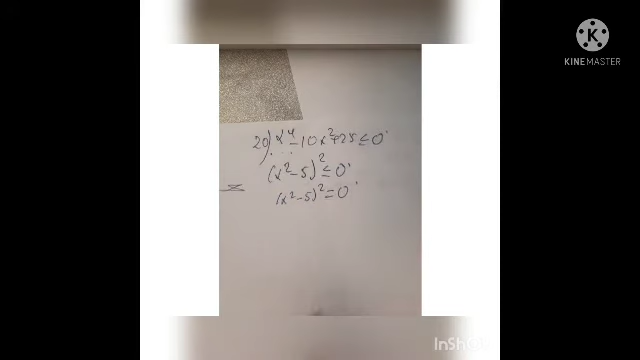 KINEMASTER
20) x⁴-10x²+25≤0
(x²-5)²≤0
(x²-5)²=0
InShOt